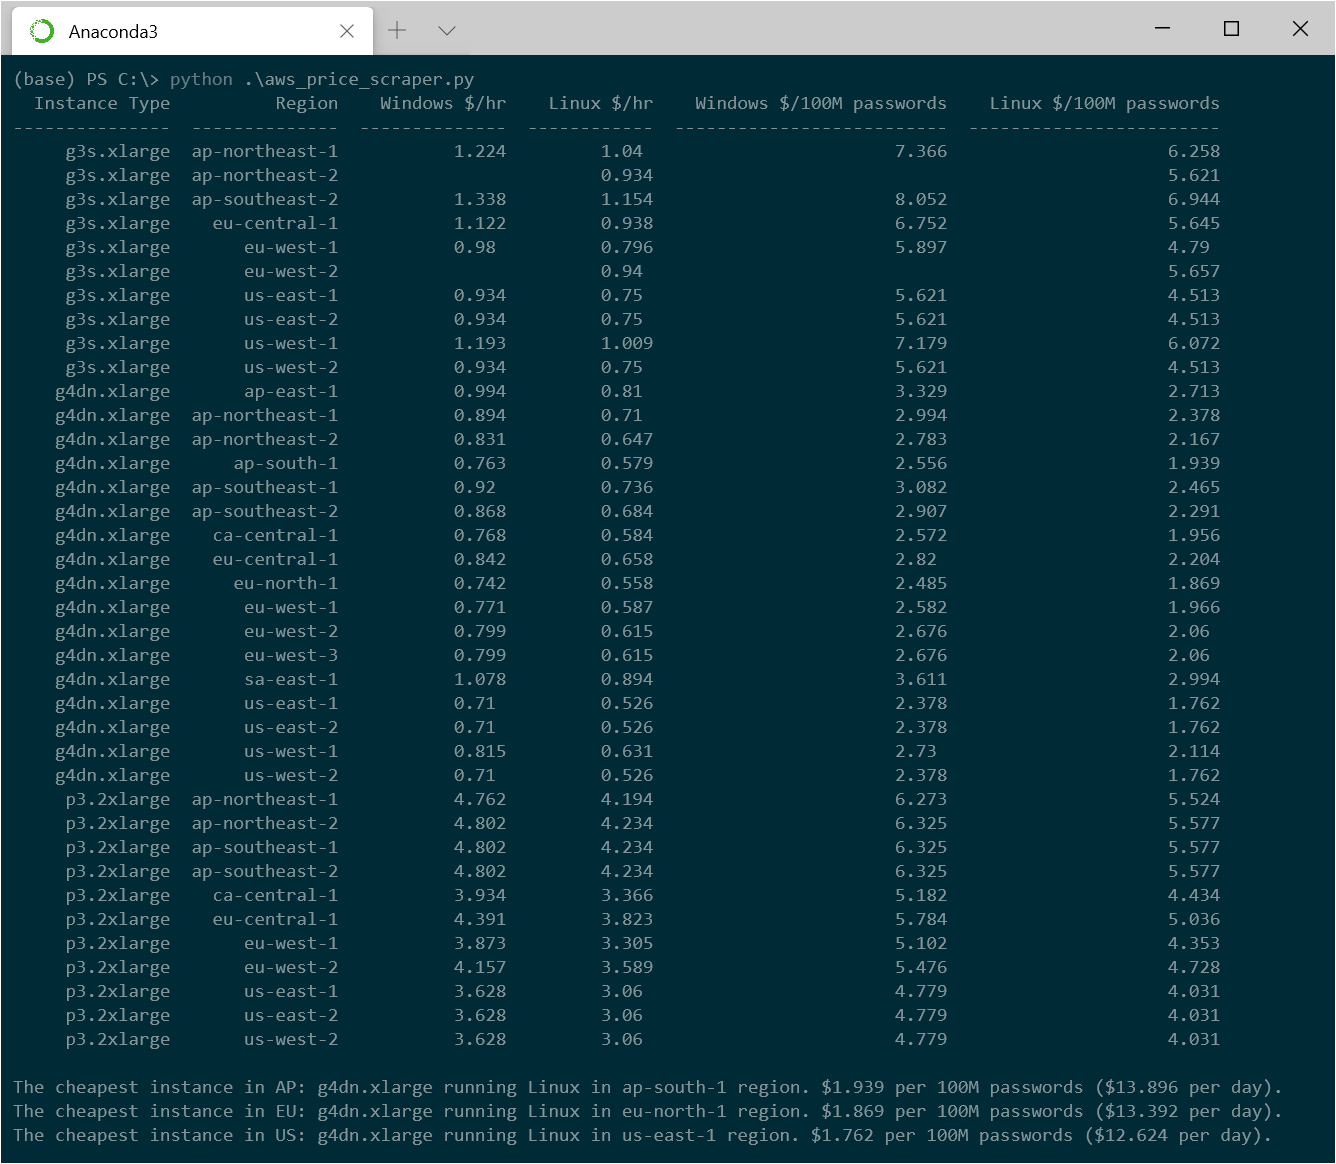 Anaconda3
(base) PS C:\> python .\aws_price_scraper.py
Instance Type Region Windows $/hr Linux $/hr Windows $/100M passwords Linux $/100M passwords
--------------- -------------- -------------- ------------ -------------------------- ------------------------
g3s.xlarge ap-northeast-1 1.224 1.04 7.366 6.258
g3s.xlarge ap-northeast-2 0.934 5.621
g3s.xlarge ap-southeast-2 1.338 1.154 8.052 6.944
g3s.xlarge eu-central-1 1.122 0.938 6.752 5.645
g3s.xlarge eu-west-1 0.98 0.796 5.897 4.79
g3s.xlarge eu-west-2 0.94 5.657
g3s.xlarge us-east-1 0.934 0.75 5.621 4.513
g3s.xlarge us-east-2 0.934 0.75 5.621 4.513
g3s.xlarge us-west-1 1.193 1.009 7.179 6.072
g3s.xlarge us-west-2 0.934 0.75 5.621 4.513
g4dn.xlarge ap-east-1 0.994 0.81 3.329 2.713
g4dn.xlarge ap-northeast-1 0.894 0.71 2.994 2.378
g4dn.xlarge ap-northeast-2 0.831 0.647 2.783 2.167
g4dn.xlarge ap-south-1 0.763 0.579 2.556 1.939
g4dn.xlarge ap-southeast-1 0.92 0.736 3.082 2.465
g4dn.xlarge ap-southeast-2 0.868 0.684 2.907 2.291
g4dn.xlarge ca-central-1 0.768 0.584 2.572 1.956
g4dn.xlarge eu-central-1 0.842 0.658 2.82 2.204
g4dn.xlarge eu-north-1 0.742 0.558 2.485 1.869
g4dn.xlarge eu-west-1 0.771 0.587 2.582 1.966
g4dn.xlarge eu-west-2 0.799 0.615 2.676 2.06
g4dn.xlarge eu-west-3 0.799 0.615 2.676 2.06
g4dn.xlarge sa-east-1 1.078 0.894 3.611 2.994
g4dn.xlarge us-east-1 0.71 0.526 2.378 1.762
g4dn.xlarge us-east-2 0.71 0.526 2.378 1.762
g4dn.xlarge us-west-1 0.815 0.631 2.73 2.114
g4dn.xlarge us-west-2 0.71 0.526 2.378 1.762
p3.2xlarge ap-northeast-1 4.762 4.194 6.273 5.524
p3.2xlarge ap-northeast-2 4.802 4.234 6.325 5.577
p3.2xlarge ap-southeast-1 4.802 4.234 6.325 5.577
p3.2xlarge ap-southeast-2 4.802 4.234 6.325 5.577
p3.2xlarge ca-central-1 3.934 3.366 5.182 4.434
p3.2xlarge eu-central-1 4.391 3.823 5.784 5.036
p3.2xlarge eu-west-1 3.873 3.305 5.102 4.353
p3.2xlarge eu-west-2 4.157 3.589 5.476 4.728
p3.2xlarge us-east-1 3.628 3.06 4.779 4.031
p3.2xlarge us-east-2 3.628 3.06 4.779 4.031
p3.2xlarge us-west-2 3.628 3.06 4.779 4.031
The cheapest instance in AP: g4dn.xlarge running Linux in ap-south-1 region. $1.939 per 100M passwords ($13.896 per day).
The cheapest instance in EU: g4dn.xlarge running Linux in eu-north-1 region. $1.869 per 100M passwords ($13.392 per day).
The cheapest instance in US: g4dn.xlarge running Linux in us-east-1 region. $1.762 per 100M passwords ($12.624 per day).